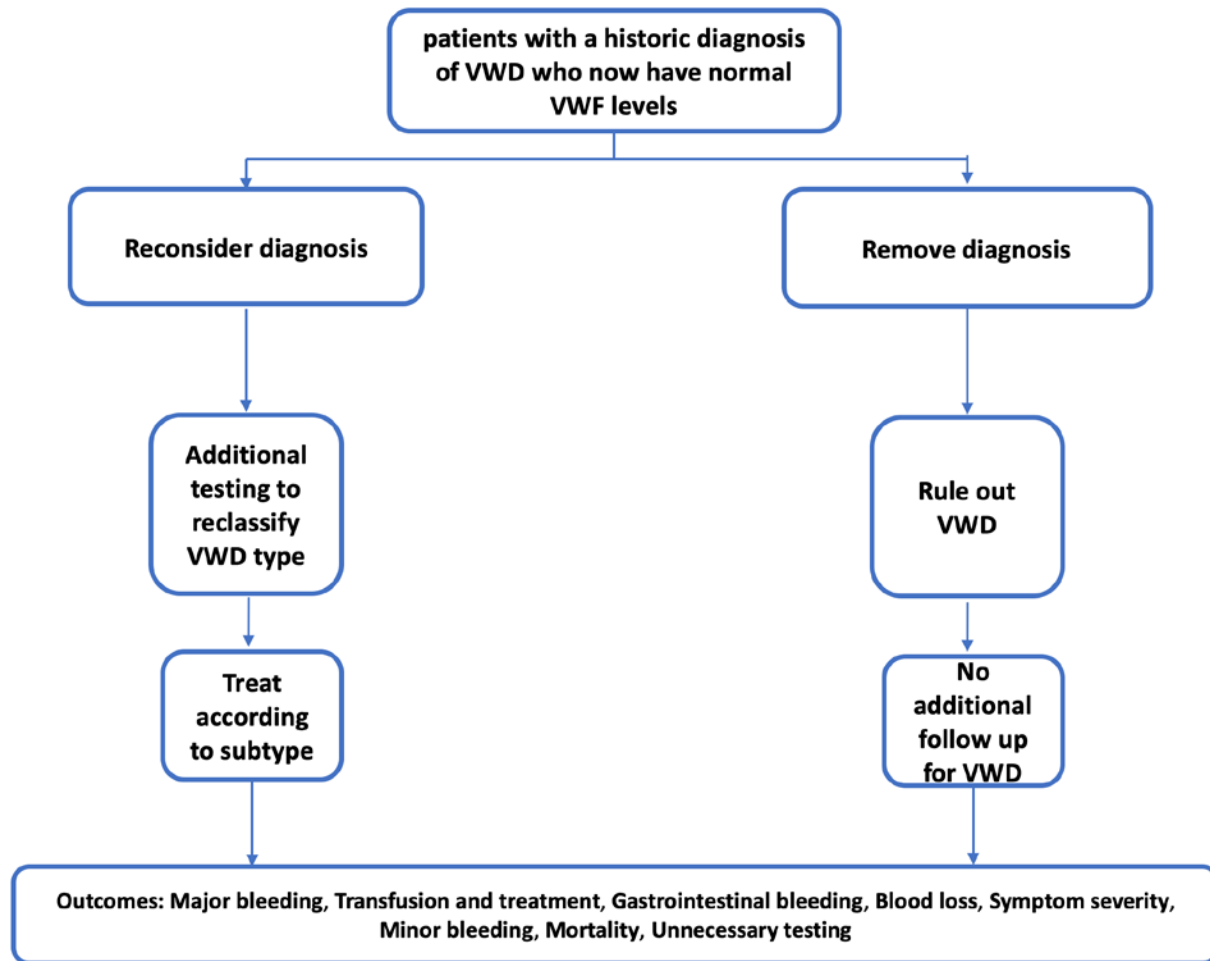 patients with a historic diagnosis
of VWD who now have normal
VWF levels
Reconsider diagnosis
Remove diagnosis
Additional
testing to
reclassify
VWD type
Rule out
VWD
Treat
according
to subtype
No
additional
follow up
for VWD
Outcomes: Major bleeding, Transfusion and treatment, Gastrointestinal bleeding, Blood loss, Symptom severity,
Minor bleeding, Mortality, Unnecessary testing